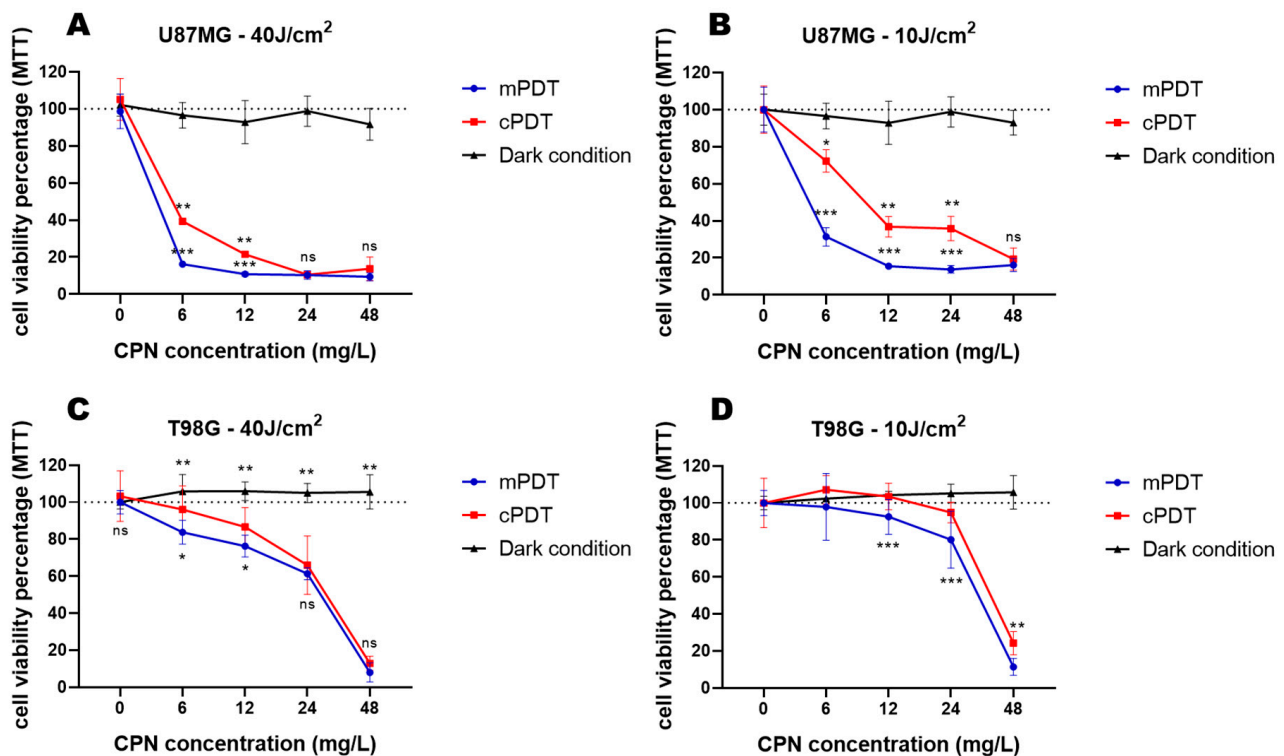 A
U87MG - 40J/cm²
cell viability percentage (MTT)
120
100
80
60
40
20
0
**
***
**
***
ns
ns
0 6 12 24 48
CPN concentration (mg/L)
mPDT
cPDT
Dark condition
B
U87MG - 10J/cm²
cell viability percentage (MTT)
120
100
80
60
40
20
0
*
***
**
***
**
***
ns
0 6 12 24 48
CPN concentration (mg/L)
mPDT
cPDT
Dark condition
C
T98G - 40J/cm²
cell viability percentage (MTT)
120
100
80
60
40
20
0
** ** ** **
ns
*
*
ns
ns
0 6 12 24 48
CPN concentration (mg/L)
mPDT
cPDT
Dark condition
D
T98G - 10J/cm²
cell viability percentage (MTT)
120
100
80
60
40
20
0
***
***
**
0 6 12 24 48
CPN concentration (mg/L)
mPDT
cPDT
Dark condition